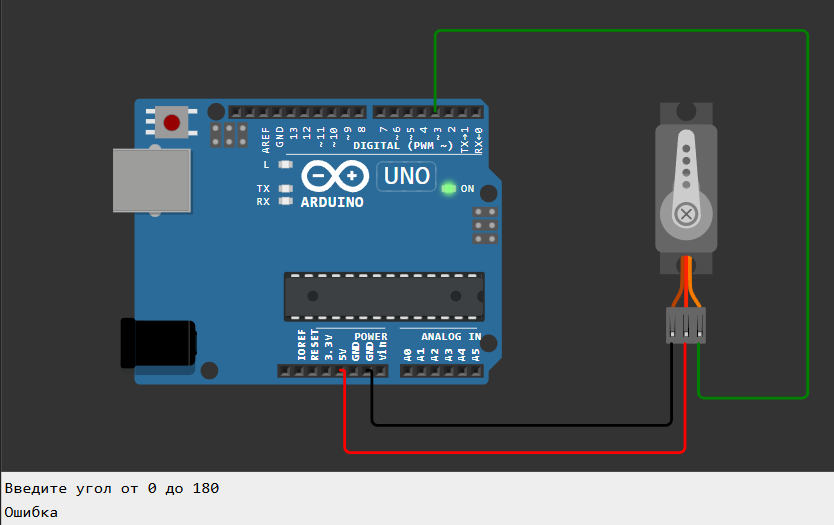 AREF
GND
13
12
~11
~10
~9
8
7
~6
~5
4
~3
2
TX→1
RX←0
DIGITAL (PWM ~)
L
TX
RX
UNO
ON
ARDUINO
POWER
ANALOG IN
IOREF
RESET
3.3V
5V
GND
GND
Vin
A0
A1
A2
A3
A4
A5
Введите угол от 0 до 180
Ошибка